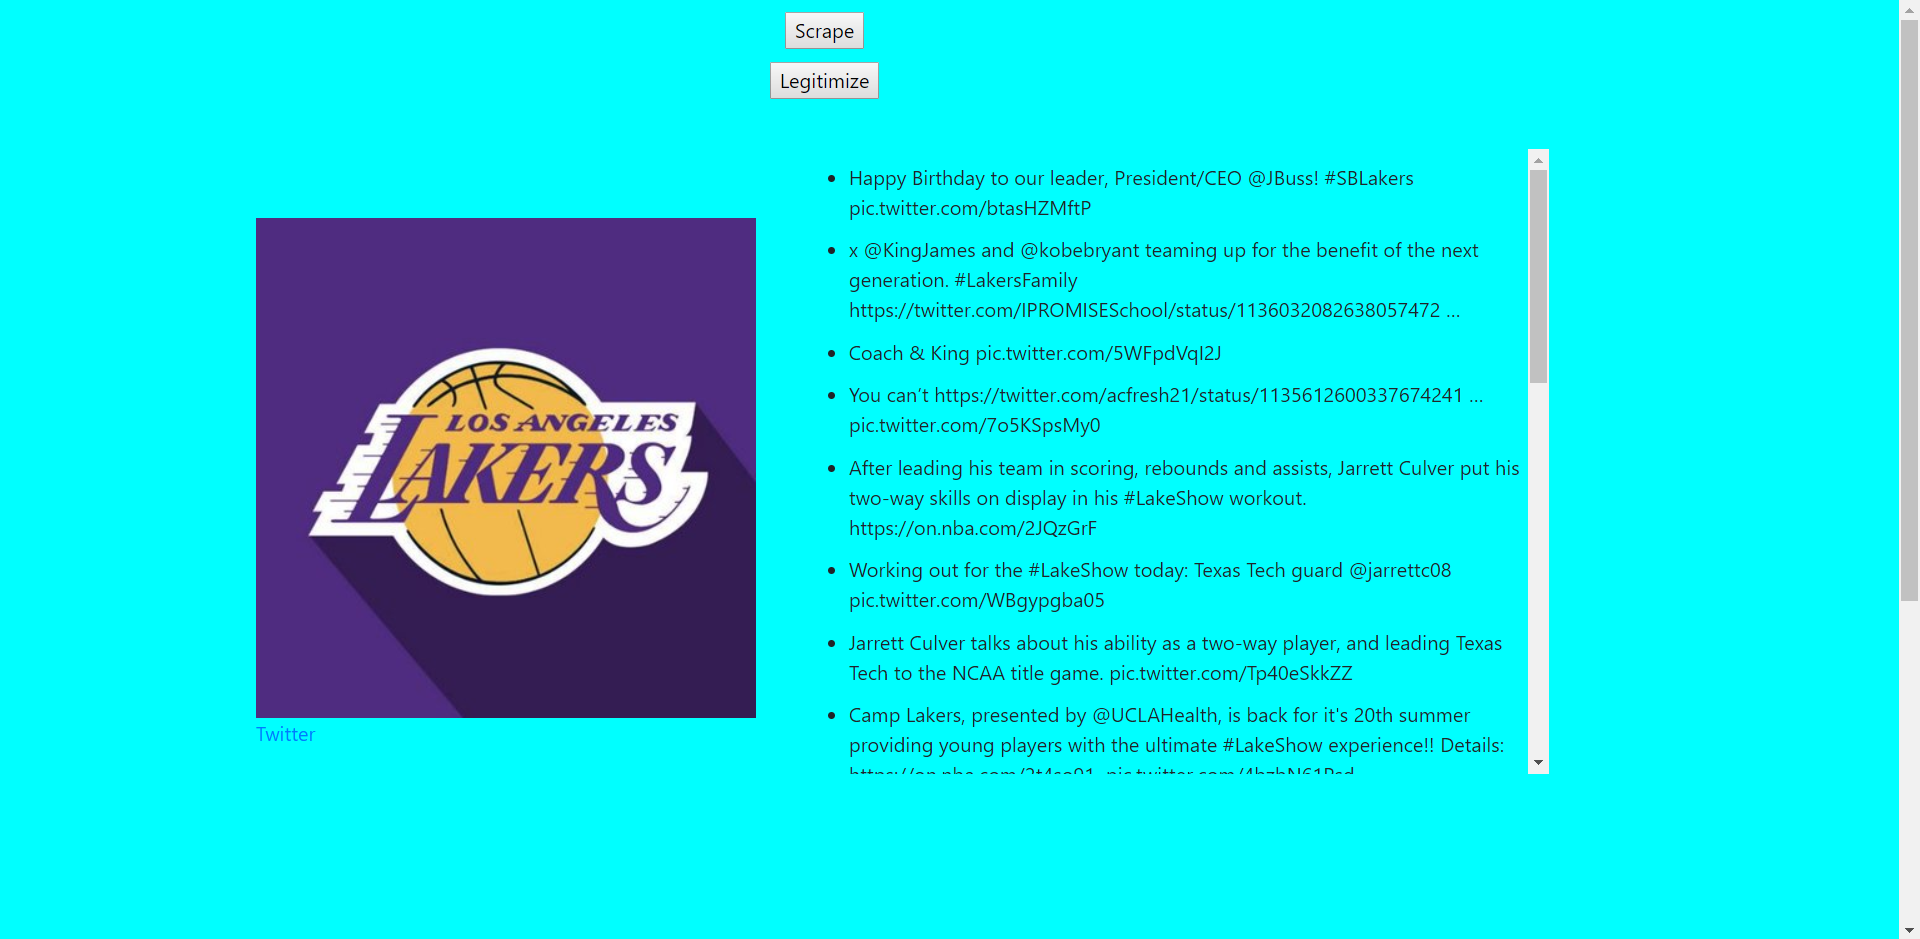 Scrape
Legitimize
LOS ANGELES
LAKERS
Twitter
Happy Birthday to our leader, President/CEO @JBuss! #SBLakers
pic.twitter.com/btasHZMftP
x @KingJames and @kobebryant teaming up for the benefit of the next
generation. #LakersFamily
https://twitter.com/IPROMISESchool/status/1136032082638057472 …
Coach & King pic.twitter.com/5WFpdVqI2J
You can’t https://twitter.com/acfresh21/status/1135612600337674241 …
pic.twitter.com/7o5KSpsMy0
After leading his team in scoring, rebounds and assists, Jarrett Culver put his
two-way skills on display in his #LakeShow workout.
https://on.nba.com/2JQzGrF
Working out for the #LakeShow today: Texas Tech guard @jarrettc08
pic.twitter.com/WBgypgba05
Jarrett Culver talks about his ability as a two-way player, and leading Texas
Tech to the NCAA title game. pic.twitter.com/Tp40eSkkZZ
Camp Lakers, presented by @UCLAHealth, is back for it's 20th summer
providing young players with the ultimate #LakeShow experience!! Details: